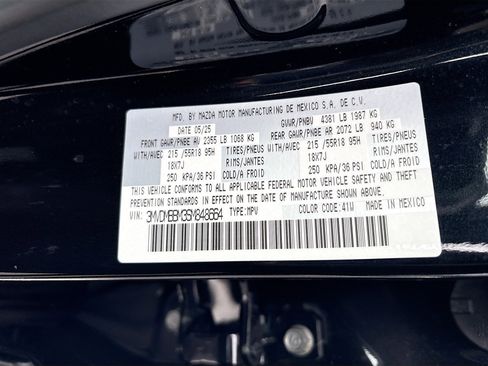 MFD. BY MAZDA MOTOR MANUFACTURING DE MEXICO S.A. DE C.V.
DATE 05/25 GVWR/PNBV 4381 LB 1987 KG
FRONT GAWR/PNBE AV 2355 LB 1068 KG REAR GAWR/PNBE AR 2072 LB 940 KG
WITH/AVEC 215 /55R18 95H TIRES/PNEUS WITH/AVEC 215 /55R18 95H TIRES/PNEUS
18X7J RIMS/JANTES 18X7J RIMS/JANTES
250 KPA/36 PSI COLD/A FROID 250 KPA/36 PSI COLD/A FROID
THIS VEHICLE CONFORMS TO ALL APPLICABLE FEDERAL MOTOR VEHICLE SAFETY AND THEFT
PREVENTION STANDARDS IN EFFECT ON THE DATE OF MANUFACTURE SHOWN ABOVE.
VIN: TYPE:MPV COLOR CODE:41W MADE IN MEXICO